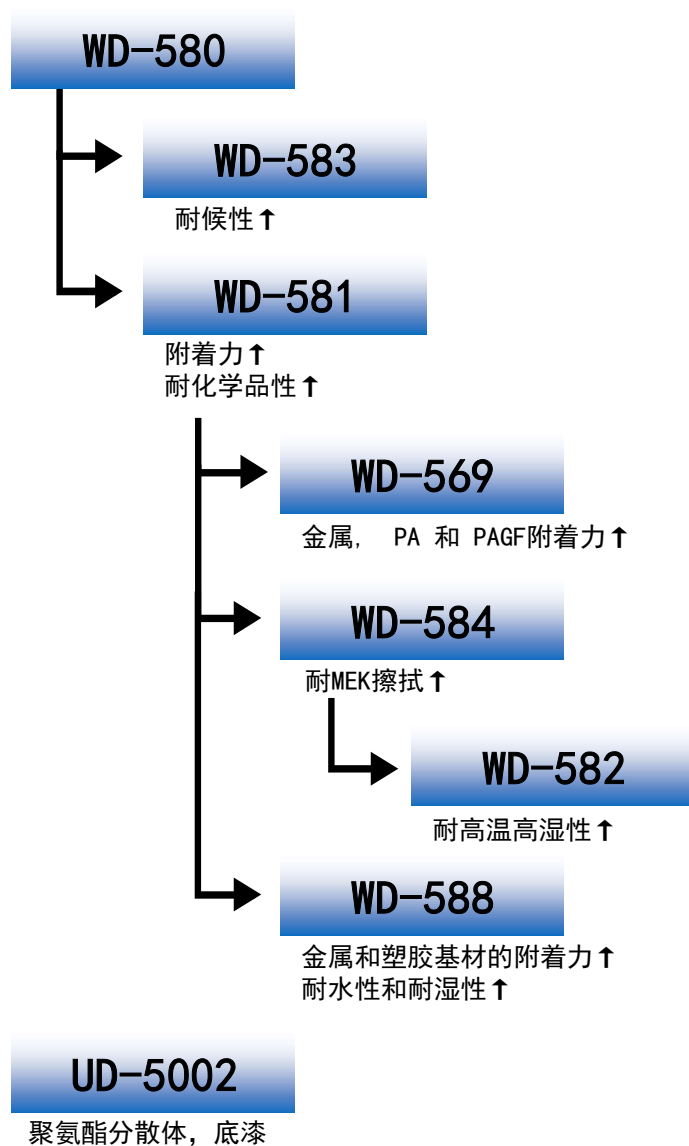 WD-580
WD-583
耐候性↑
WD-581
附着力↑
耐化学品性↑
WD-569
金属, PA 和 PAGF附着力↑
WD-584
耐MEK擦拭↑
WD-582
耐高温高湿性↑
WD-588
金属和塑胶基材的附着力↑
耐水性和耐湿性↑
UD-5002
聚氨酯分散体，底漆